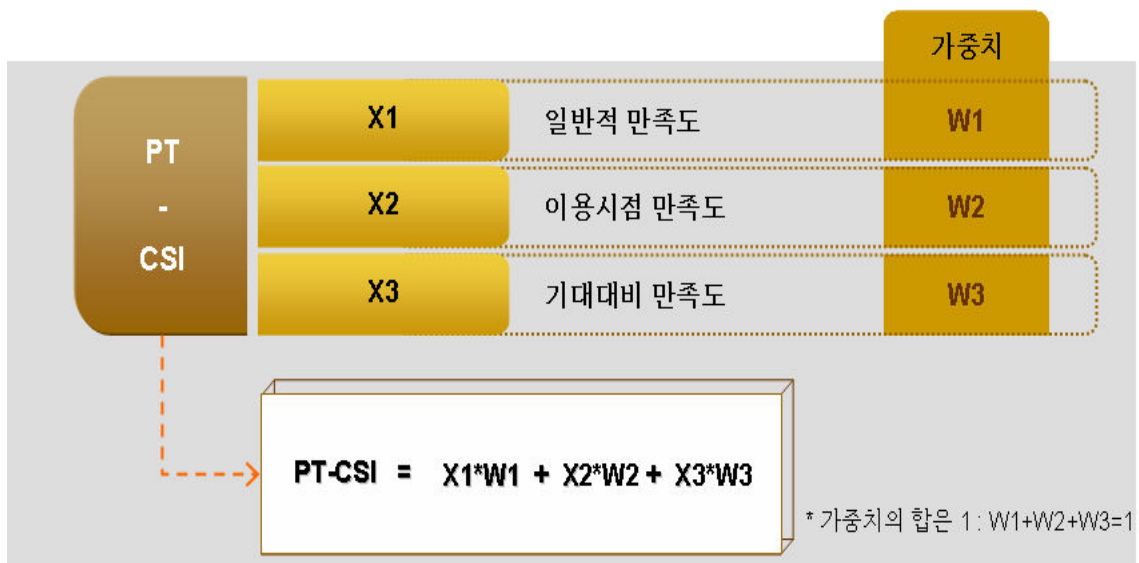 가중치
PT
-
CSI
X1 일반적 만족도 W1
X2 이용시점 만족도 W2
X3 기대대비 만족도 W3
PT-CSI = X1*W1 + X2*W2 + X3*W3
* 가중치의 합은 1 : W1+W2+W3=1